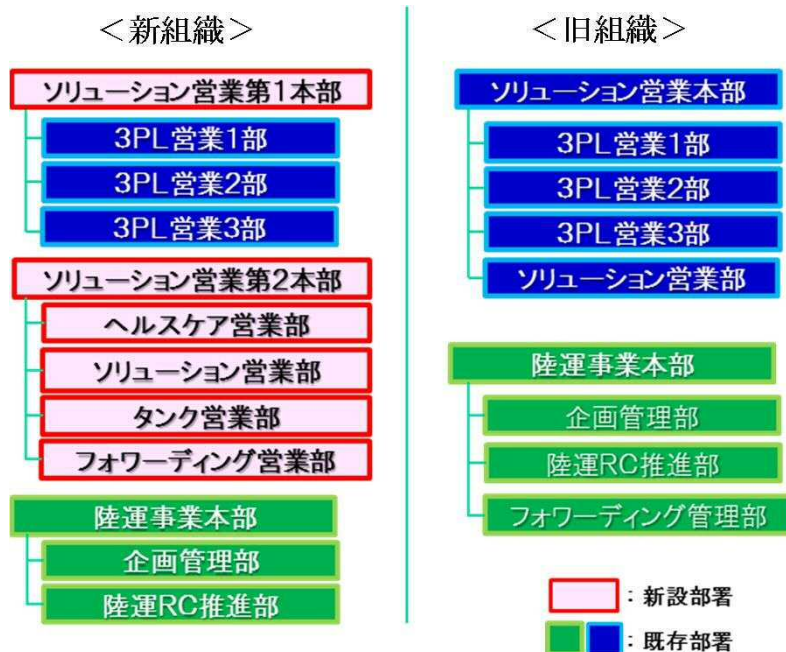 ＜新組織＞
ソリューション営業第1本部
3PL営業1部
3PL営業2部
3PL営業3部
ソリューション営業第2本部
ヘルスケア営業部
ソリューション営業部
タンク営業部
フォワーディング営業部
陸運事業本部
企画管理部
陸運RC推進部
＜旧組織＞
ソリューション営業本部
3PL営業1部
3PL営業2部
3PL営業3部
ソリューション営業部
陸運事業本部
企画管理部
陸運RC推進部
フォワーディング管理部
：新設部署
：既存部署